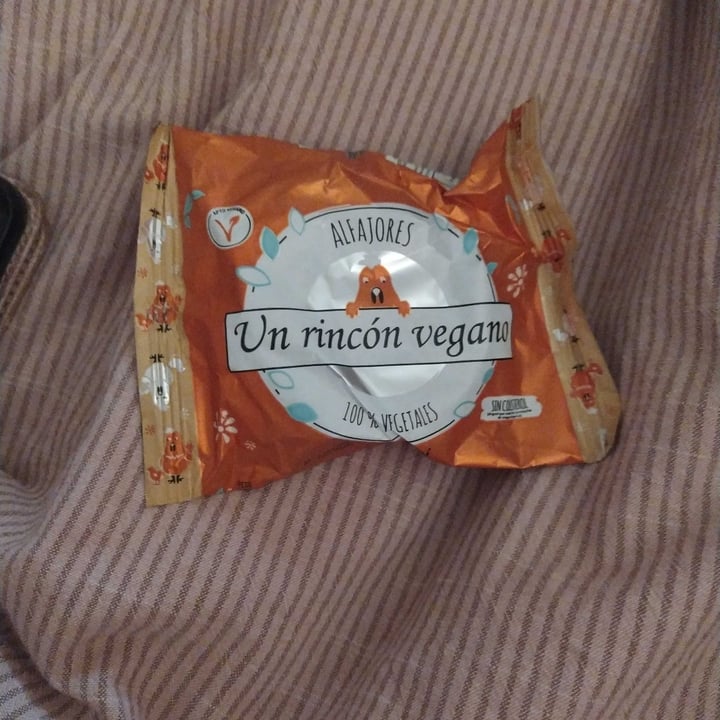 ALFAJORES
Un rincón vegano
100 % VEGETALES
SIN COLESTEROL